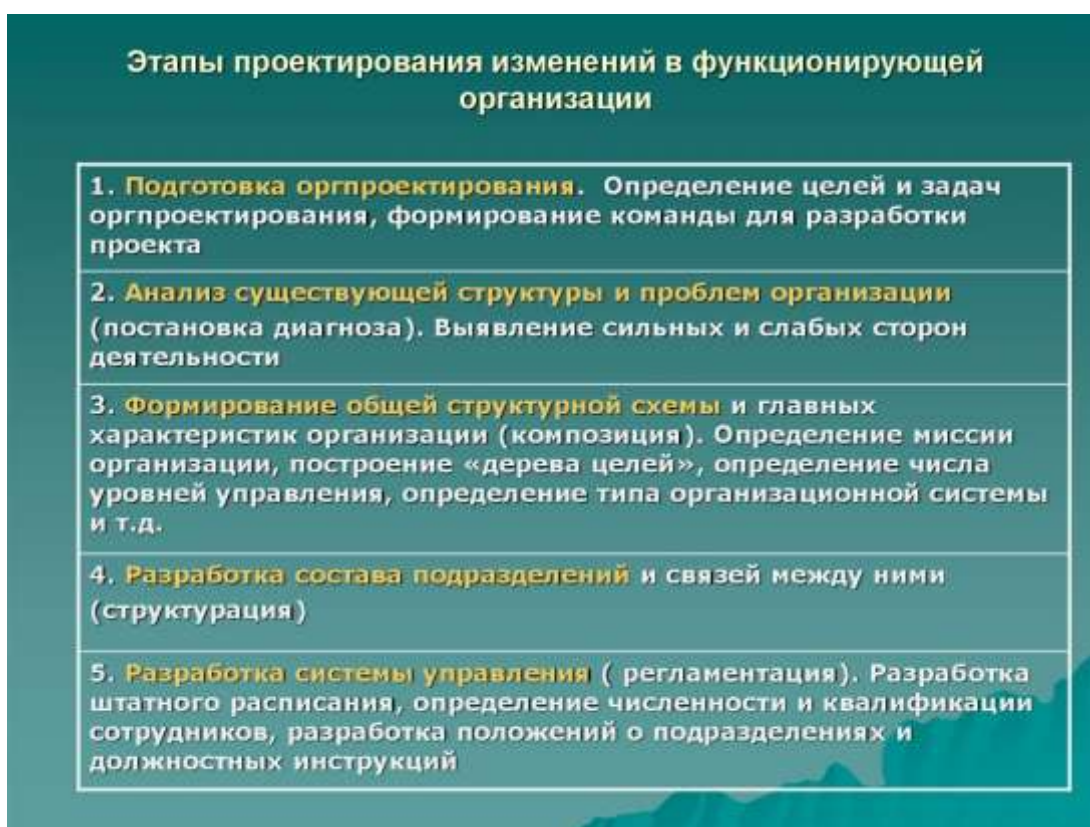 Этапы проектирования изменений в функционирующей
организации
1. Подготовка оргпроектирования. Определение целей и задач
оргпроектирования, формирование команды для разработки
проекта
2. Анализ существующей структуры и проблем организации
(постановка диагноза). Выявление сильных и слабых сторон
деятельности
3. Формирование общей структурной схемы и главных
характеристик организации (композиция). Определение миссии
организации, построение «дерева целей», определение числа
уровней управления, определение типа организационной системы
и т.д.
4. Разработка состава подразделений и связей между ними
(структурация)
5. Разработка системы управления ( регламентация). Разработка
штатного расписания, определение численности и квалификации
сотрудников, разработка положений о подразделениях и
должностных инструкций